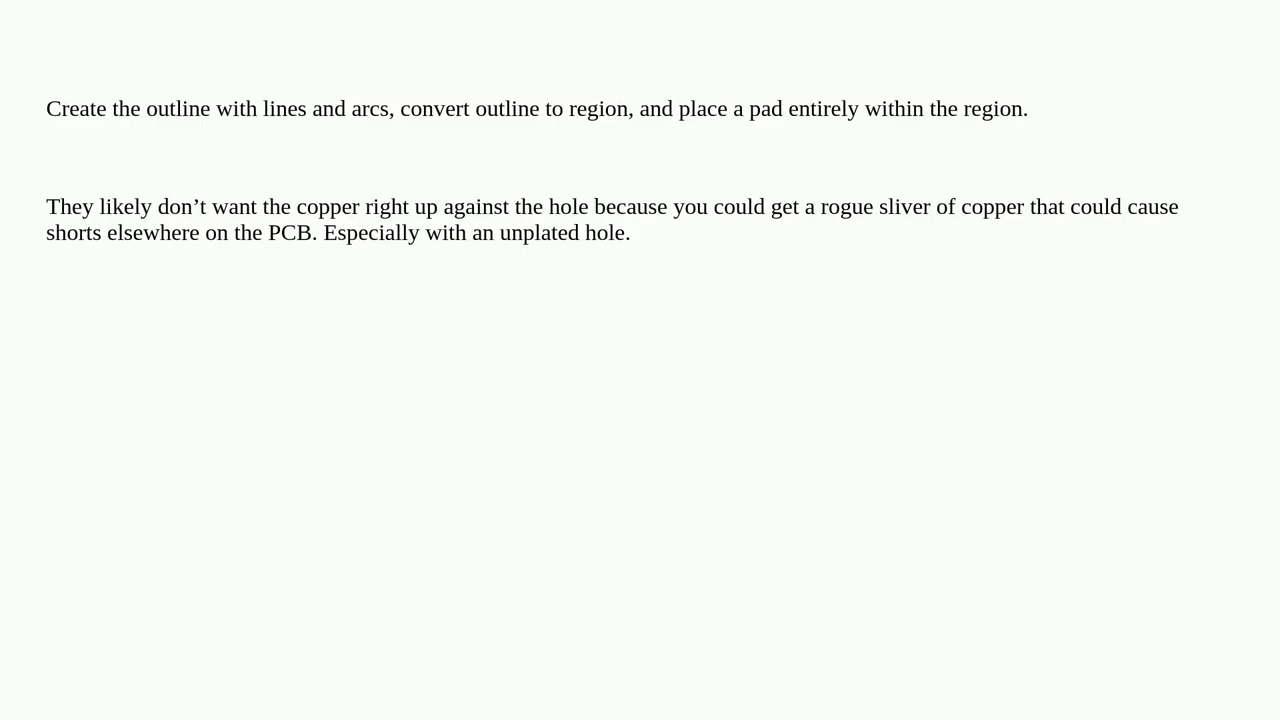 Create the outline with lines and arcs, convert outline to region, and place a pad entirely within the region.
They likely don’t want the copper right up against the hole because you could get a rogue sliver of copper that could cause
shorts elsewhere on the PCB. Especially with an unplated hole.